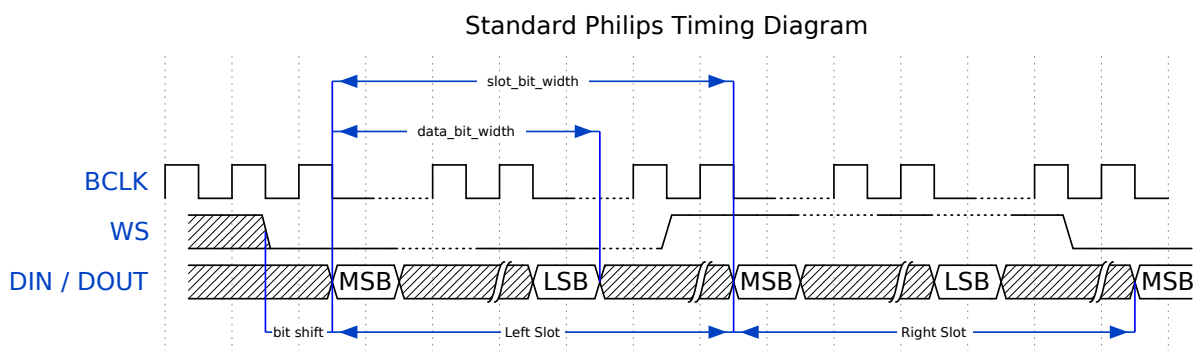 Standard Philips Timing Diagram
slot_bit_width
data_bit_width
BCLK
WS
DIN / DOUT
MSB
LSB
MSB
LSB
MSB
bit shift
Left Slot
Right Slot